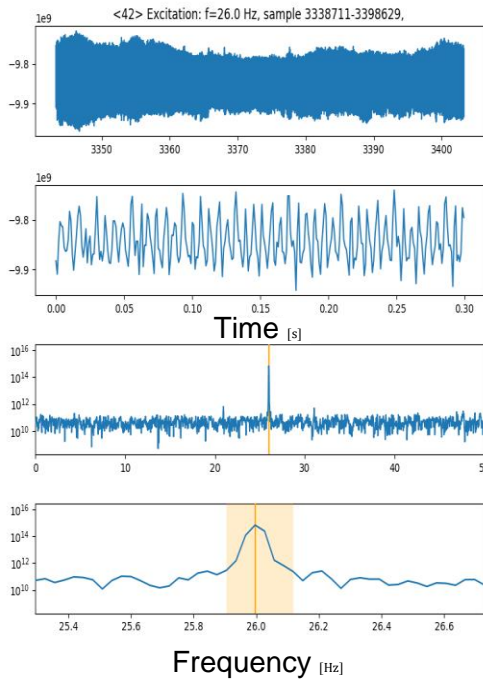 <42> Excitation: f=26.0 Hz, sample 3338711-3398629,
1e9
−9.8
−9.9
3350 3360 3370 3380 3390 3400
1e9
−9.8
−9.9
0.00 0.05 0.10 0.15 0.20 0.25 0.30
Time [s]
10^16
10^14
10^12
10^10
0 10 20 30 40 50
10^16
10^14
10^12
10^10
25.4 25.6 25.8 26.0 26.2 26.4 26.6
Frequency [Hz]